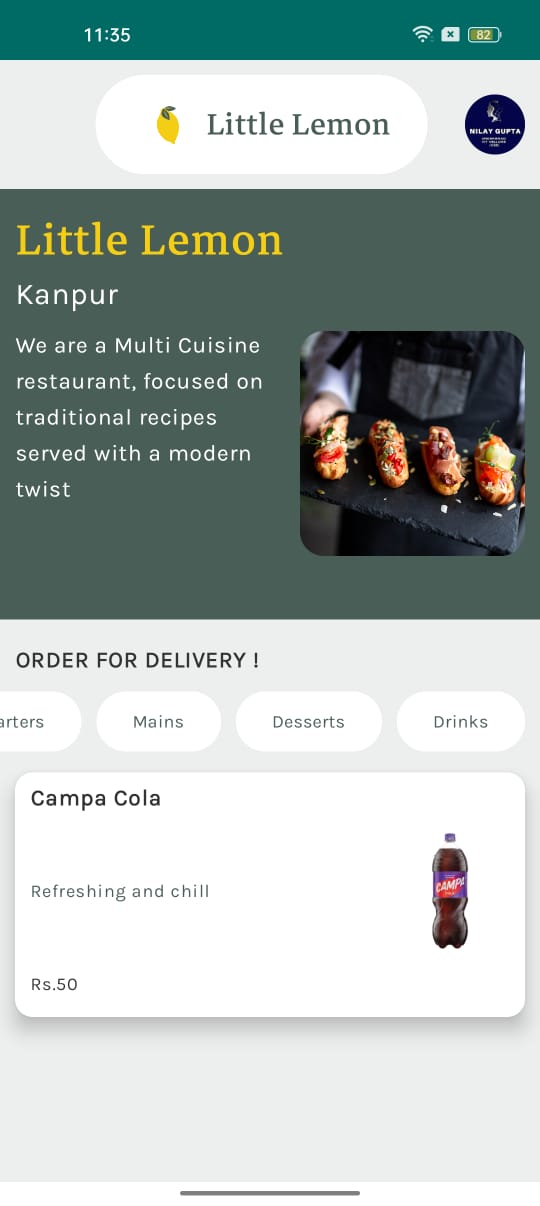 11:35
82
Little Lemon
NILAY GUPTA
Little Lemon
Kanpur
We are a Multi Cuisine
restaurant, focused on
traditional recipes
served with a modern
twist
ORDER FOR DELIVERY !
arters
Mains
Desserts
Drinks
Campa Cola
CAMPA
Refreshing and chill
Rs.50